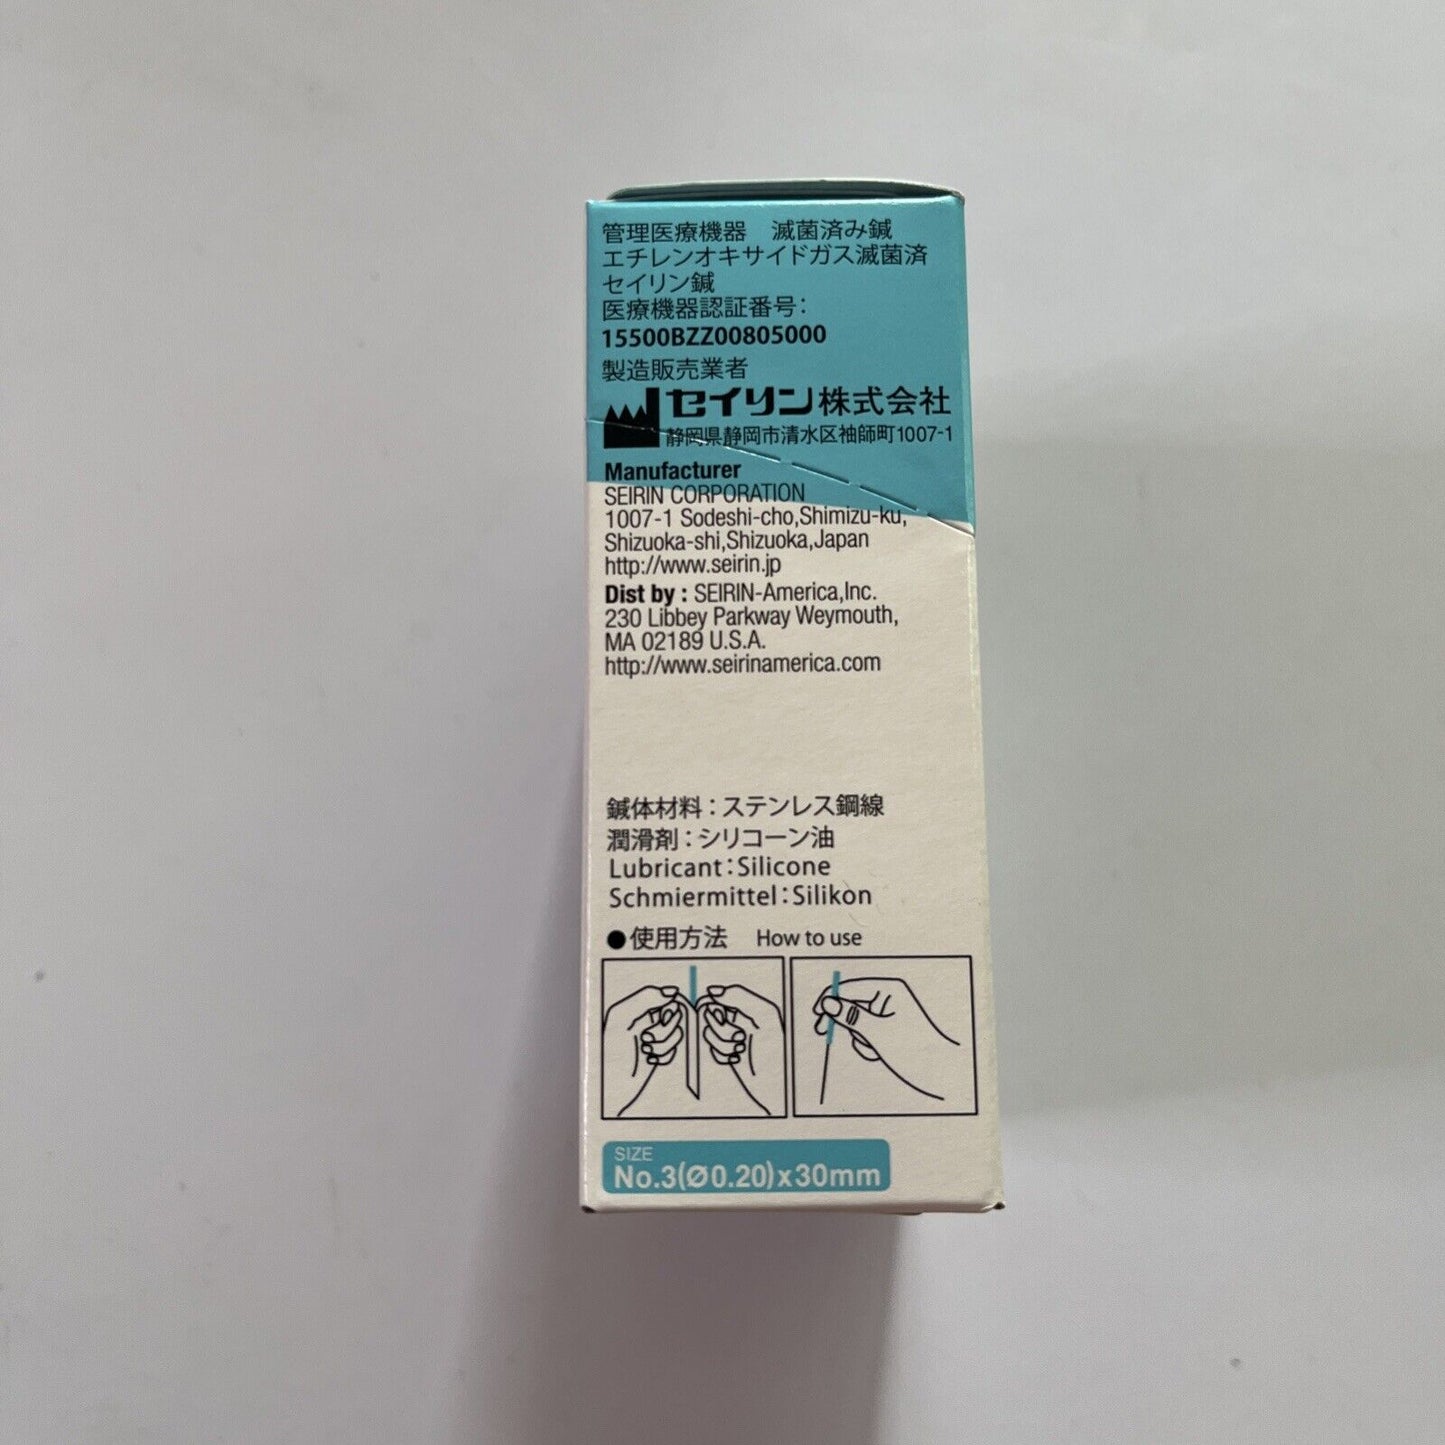 管理医療機器　滅菌済み鍼
エチレンオキサイドガス滅菌済
セイリン鍼
医療機器認証番号：
15500BZZ00805000
製造販売業者
セイリン株式会社
静岡県静岡市清水区袖師町1007-1
Manufacturer
SEIRIN CORPORATION
1007-1 Sodeshi-cho,Shimizu-ku,
Shizuoka-shi,Shizuoka,Japan
http://www.seirin.jp
Dist by : SEIRIN-America,Inc.
230 Libbey Parkway Weymouth,
MA 02189 U.S.A.
http://www.seirinamerica.com
鍼体材料：ステンレス鋼線
潤滑剤：シリコーン油
Lubricant:Silicone
Schmiermittel:Silikon
●使用方法　How to use
SIZE
No.3(Ø0.20)x30mm